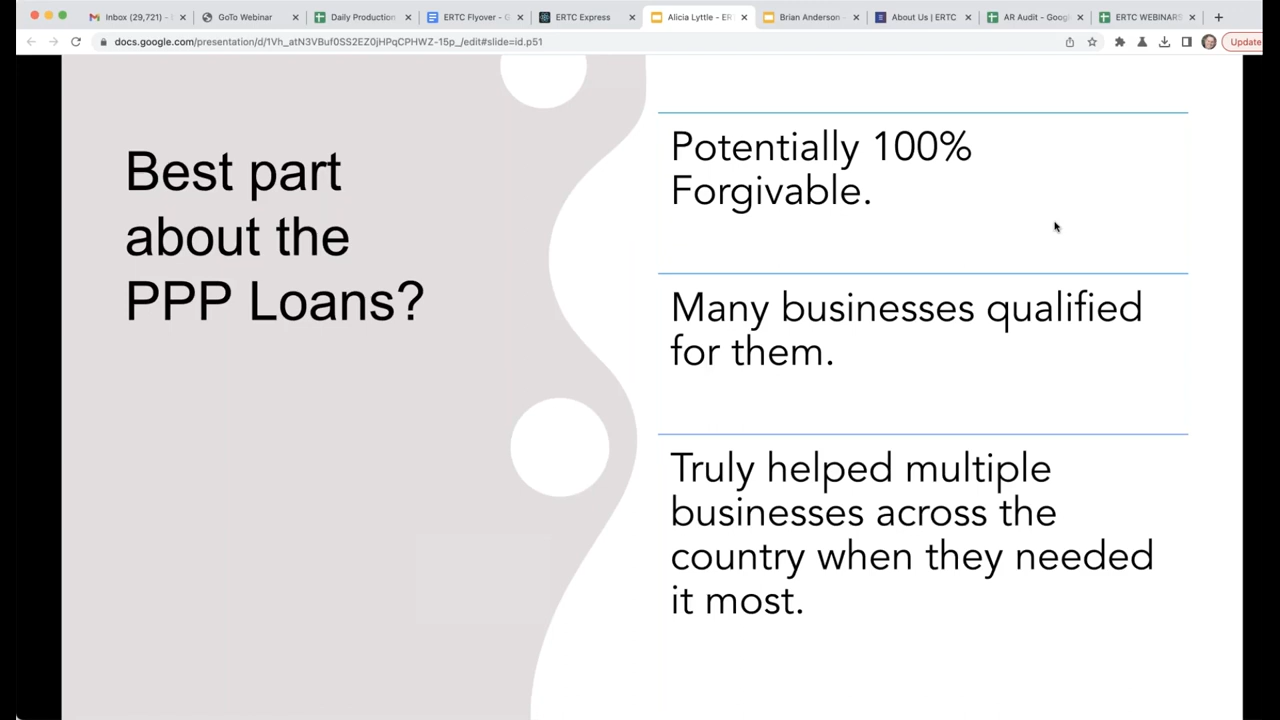 Inbox (29,721) -
GoTo Webinar
Daily Production
ERTC Flyover - G
ERTC Express
Alicia Lyttle - ER
Brian Anderson
About Us | ERTC
AR Audit - Goog
ERTC WEBINARS
docs.google.com/presentation/d/1Vh_atN3VBuf0SS2EZ0jHPqCPHWZ-15p_/edit#slide=id.p51
Update
Best part
about the
PPP Loans?
Potentially 100%
Forgivable.
Many businesses qualified
for them.
Truly helped multiple
businesses across the
country when they needed
it most.